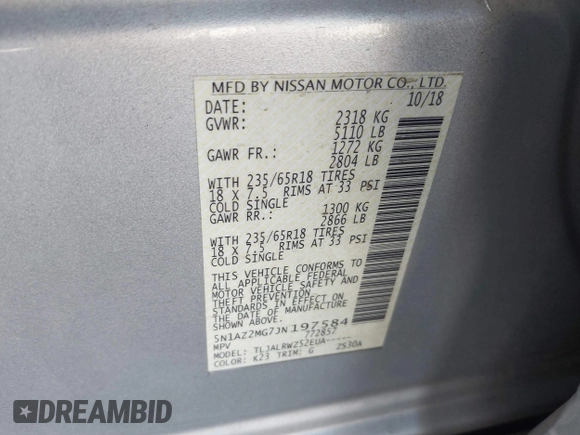 MFD BY NISSAN MOTOR CO., LTD.
DATE: 10/18
GVWR: 2318 KG
5110 LB
GAWR FR.: 1272 KG
2804 LB
WITH 235/65R18 TIRES
18 X 7.5 RIMS AT 33 PSI
COLD SINGLE
GAWR RR.: 1300 KG
2866 LB
WITH 235/65R18 TIRES
18 X 7.5 RIMS AT 33 PSI
COLD SINGLE
THIS VEHICLE CONFORMS TO
ALL APPLICABLE FEDERAL
MOTOR VEHICLE SAFETY AND
THEFT PREVENTION
STANDARDS IN EFFECT ON
THE DATE OF MANUFACTURE
SHOWN ABOVE.
5N1AZ2MG7JN197584
MPV 772857
TLJALRWZ52EUA-----
COLOR: K23 TRIM: G ZS30A
DREAMBID